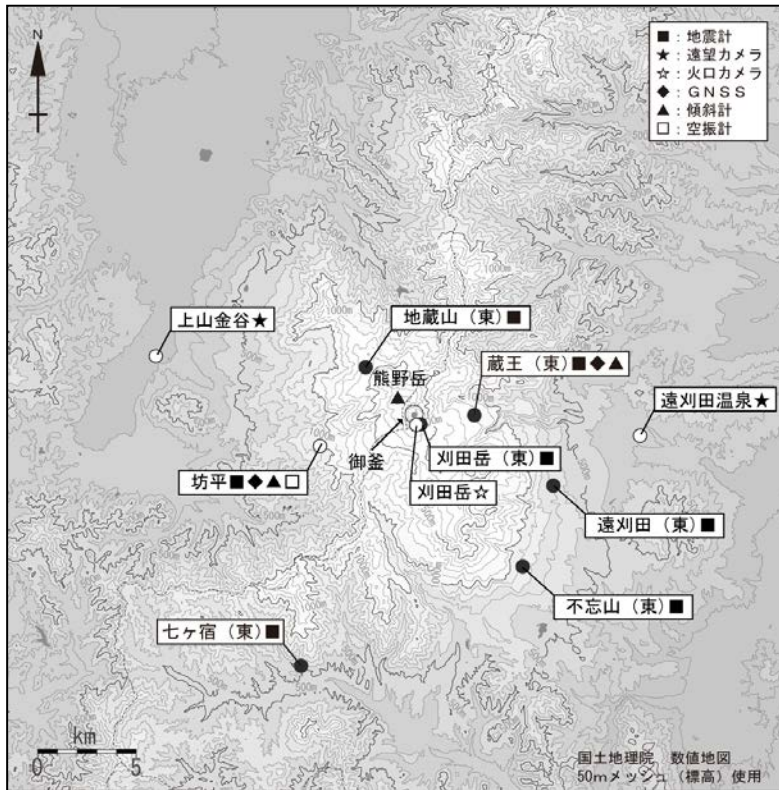 N
■：地震計
★：遠望カメラ
☆：火口カメラ
◆：ＧＮＳＳ
▲：傾斜計
□：空振計
1000m
1000m
上山金谷★
地蔵山（東）■
熊野岳
蔵王（東）■◆▲
遠刈田温泉★
御釜
刈田岳（東）■
坊平■◆▲□
刈田岳☆
遠刈田（東）■
不忘山（東）■
七ヶ宿（東）■
500m
km
0 5
国土地理院　数値地図
50mメッシュ（標高）使用